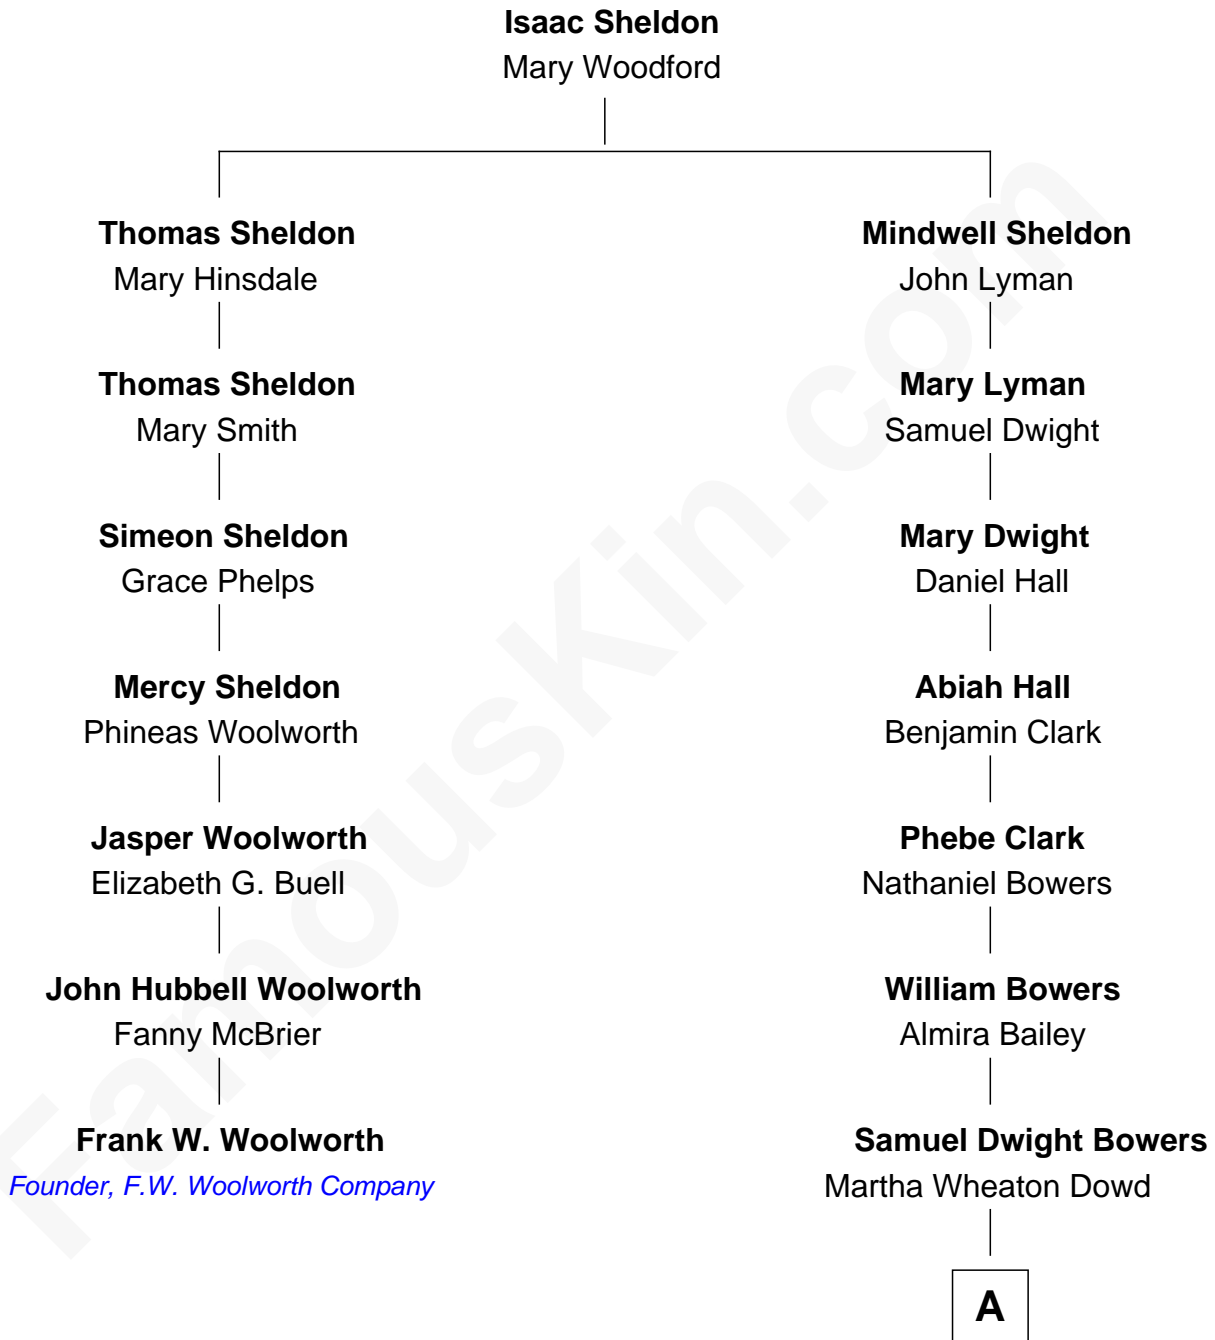 Isaac Sheldon
Mary Woodford
Thomas Sheldon
Mary Hinsdale
Thomas Sheldon
Mary Smith
Simeon Sheldon
Grace Phelps
Mercy Sheldon
Phineas Woolworth
Jasper Woolworth
Elizabeth G. Buell
John Hubbell Woolworth
Fanny McBrier
Frank W. Woolworth
Founder, F.W. Woolworth Company
Mindwell Sheldon
John Lyman
Mary Lyman
Samuel Dwight
Mary Dwight
Daniel Hall
Abiah Hall
Benjamin Clark
Phebe Clark
Nathaniel Bowers
William Bowers
Almira Bailey
Samuel Dwight Bowers
Martha Wheaton Dowd
A
FamousKin.com